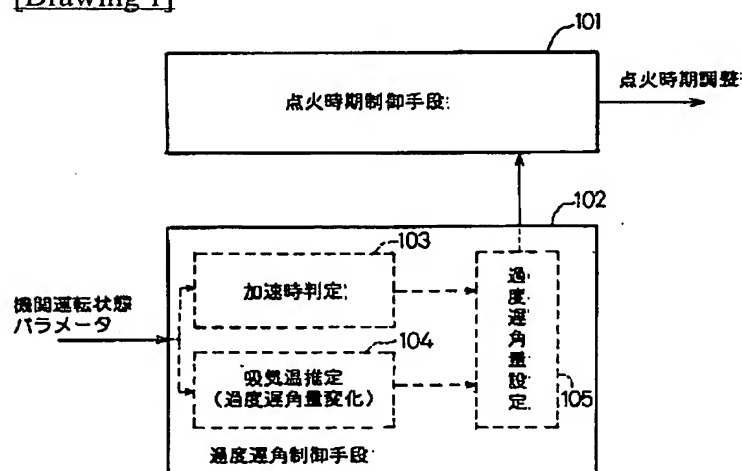 [Drawing 1]
101
点火時期制御手段
点火時期調整
102
103
加速時判定
機関運転状態
パラメータ
104
吸気温推定
(過度遅角量変化)
過度遅角量設定
105
過度遅角制御手段